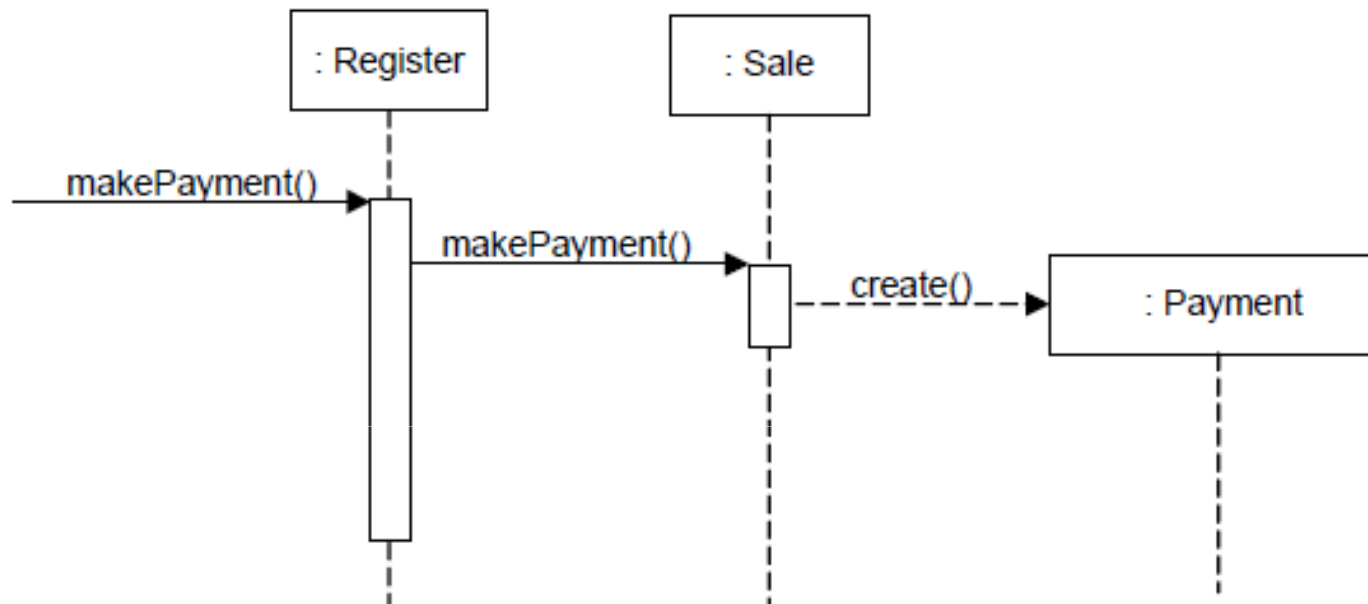 : Register
: Sale
makePayment()
makePayment()
create()
: Payment